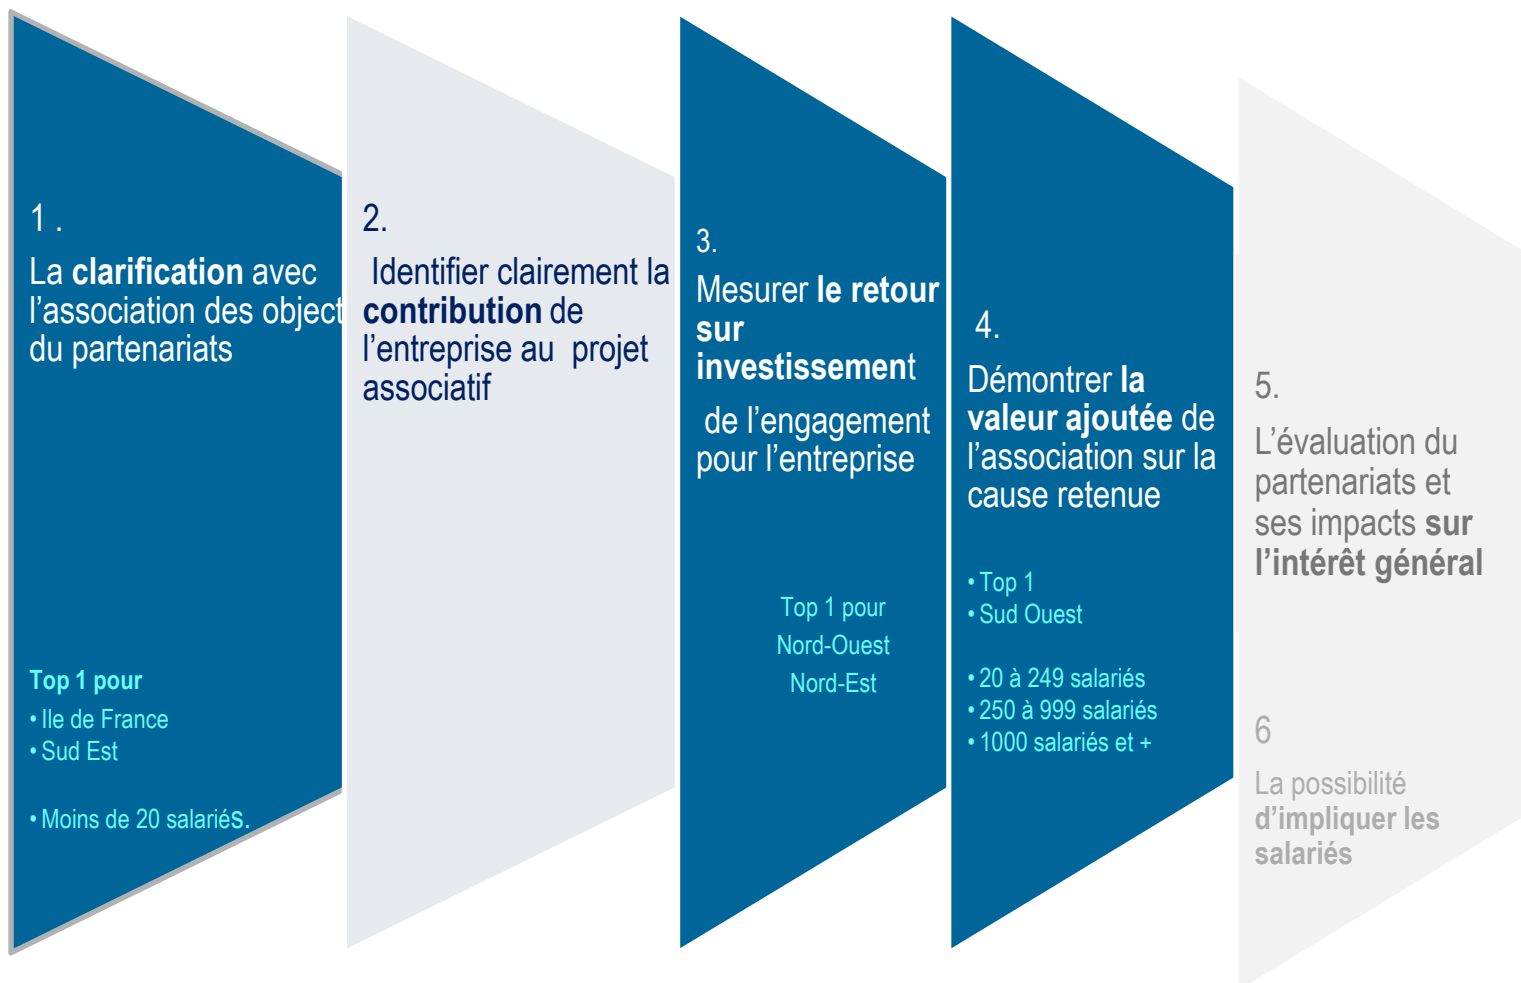 1 .
La clarification avec
l’association des object
du partenariats
Top 1 pour
• Ile de France
• Sud Est
• Moins de 20 salariés.
2.
Identifier clairement la
contribution de
l’entreprise au projet
associatif
3.
Mesurer le retour
sur
investissement
de l’engagement
pour l’entreprise
Top 1 pour
Nord-Ouest
Nord-Est
4.
Démontrer la
valeur ajoutée de
l’association sur la
cause retenue
• Top 1
• Sud Ouest
• 20 à 249 salariés
• 250 à 999 salariés
• 1000 salariés et +
5.
L’évaluation du
partenariats et
ses impacts sur
l’intérêt général
6
La possibilité
d’impliquer les
salariés